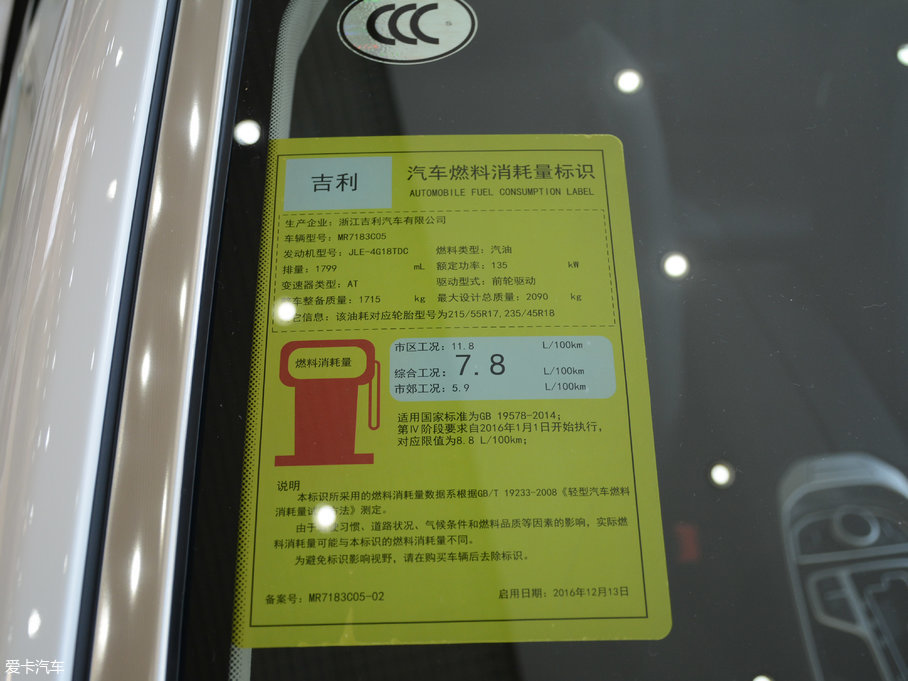 CCC
吉利
汽车燃料消耗量标识
AUTOMOBILE FUEL CONSUMPTION LABEL
生产企业：浙江吉利汽车有限公司
车辆型号：MR7183C05
发动机型号：JLE-4G18TDC 燃料类型：汽油
排量：1799 mL 额定功率：135 kW
变速器类型：AT 驱动型式：前轮驱动
车整备质量：1715 kg 最大设计总质量：2090 kg
信息：该油耗对应轮胎型号为215/55R17,235/45R18
燃料消耗量
市区工况：11.8 L/100km
综合工况：7.8 L/100km
市郊工况：5.9 L/100km
适用国家标准为GB 19578-2014；
第Ⅳ阶段要求自2016年1月1日开始执行，
对应限值为8.8 L/100km；
说明
本标识所采用的燃料消耗量数据系根据GB/T 19233-2008《轻型汽车燃料
消耗量试 法》测定。
由于 习惯、道路状况、气候条件和燃料品质等因素的影响，实际燃
料消耗量可能与本标识的燃料消耗量不同。
为避免标识影响视野，请在购买车辆后去除标识。
备案号：MR7183C05-02 启用日期：2016年12月13日
爱卡汽车